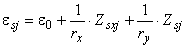 ε_sj = ε_0 + 1/r_x · Z_sxj + 1/r_y · Z_sj